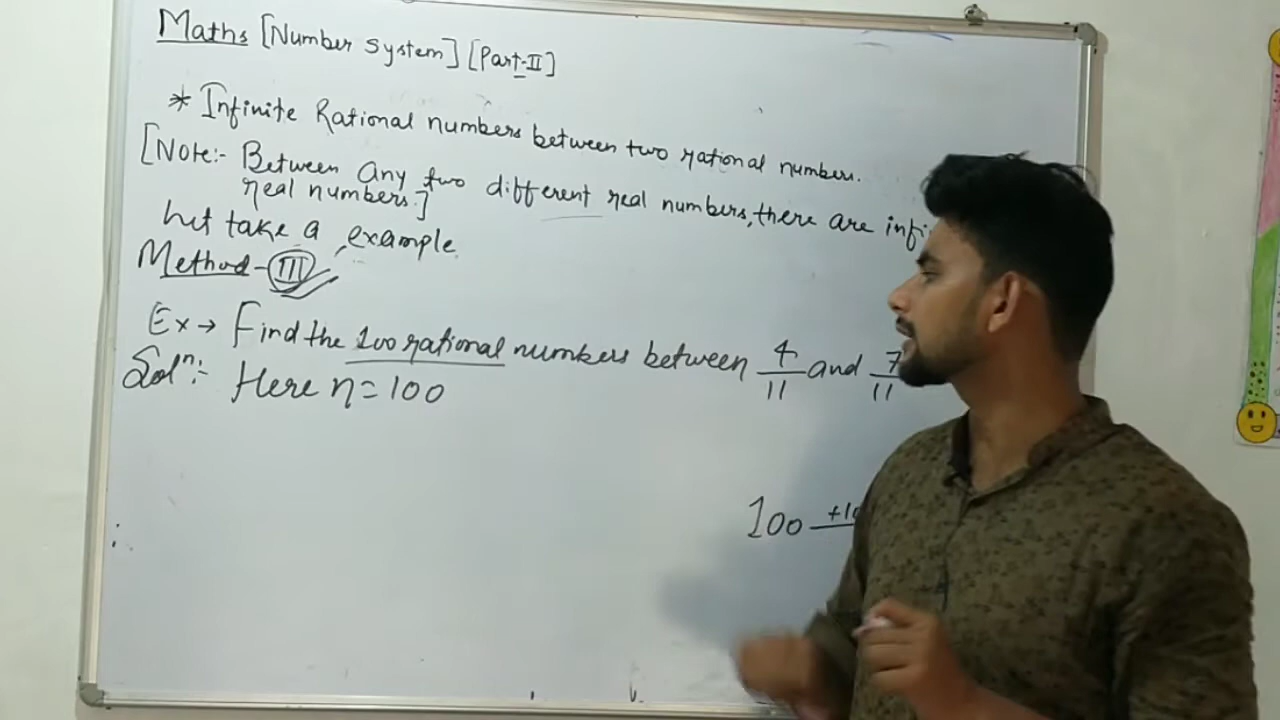 Maths [Number System] [Part-II]
* Infinite Rational numbers between two rational numbers.
[Note:- Between any two different real numbers, there are infi
real numbers.]
let take a example.
Method - III
Ex → Find the 100 rational numbers between 4/11 and 7/11
Solⁿ:- Here n = 100
100 +10